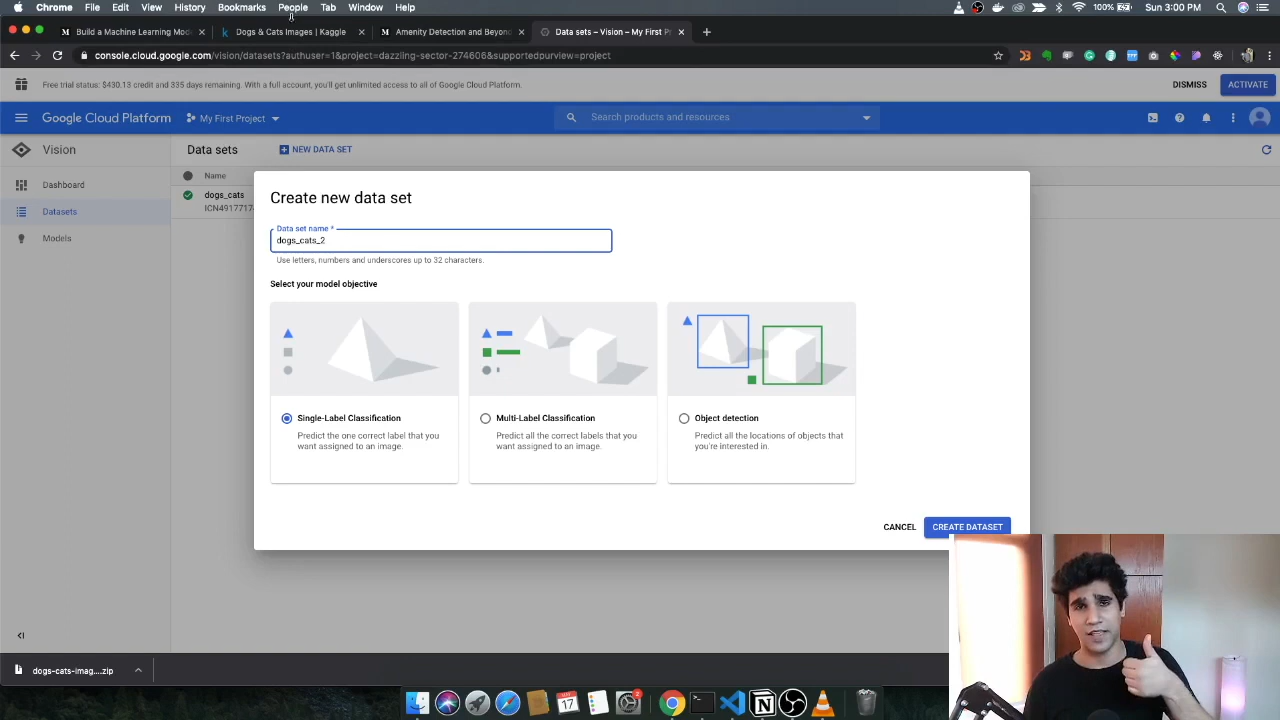 Chrome File Edit View History Bookmarks People Tab Window Help 100% Sun 3:00 PM
Build a Machine Learning Mod Dogs & Cats Images | Kaggle Amenity Detection and Beyond Data sets – Vision – My First P
console.cloud.google.com/vision/datasets?authuser=1&project=dazzling-sector-274606&supportedpurview=project
Free trial status: $430.13 credit and 335 days remaining. With a full account, you'll get unlimited access to all of Google Cloud Platform.
DISMISS
ACTIVATE
Google Cloud Platform
My First Project
Search products and resources
Vision
Data sets
NEW DATA SET
Name
Dashboard
dogs_cats
Datasets
Models
Create new data set
Data set name *
dogs_cats_2
Use letters, numbers and underscores up to 32 characters.
Select your model objective
Single-Label Classification
Predict the one correct label that you
want assigned to an image.
Multi-Label Classification
Predict all the correct labels that you
want assigned to an image.
Object detection
Predict all the locations of objects that
you're interested in.
CANCEL
CREATE DATASET
dogs-cats-imag....zip
17
2